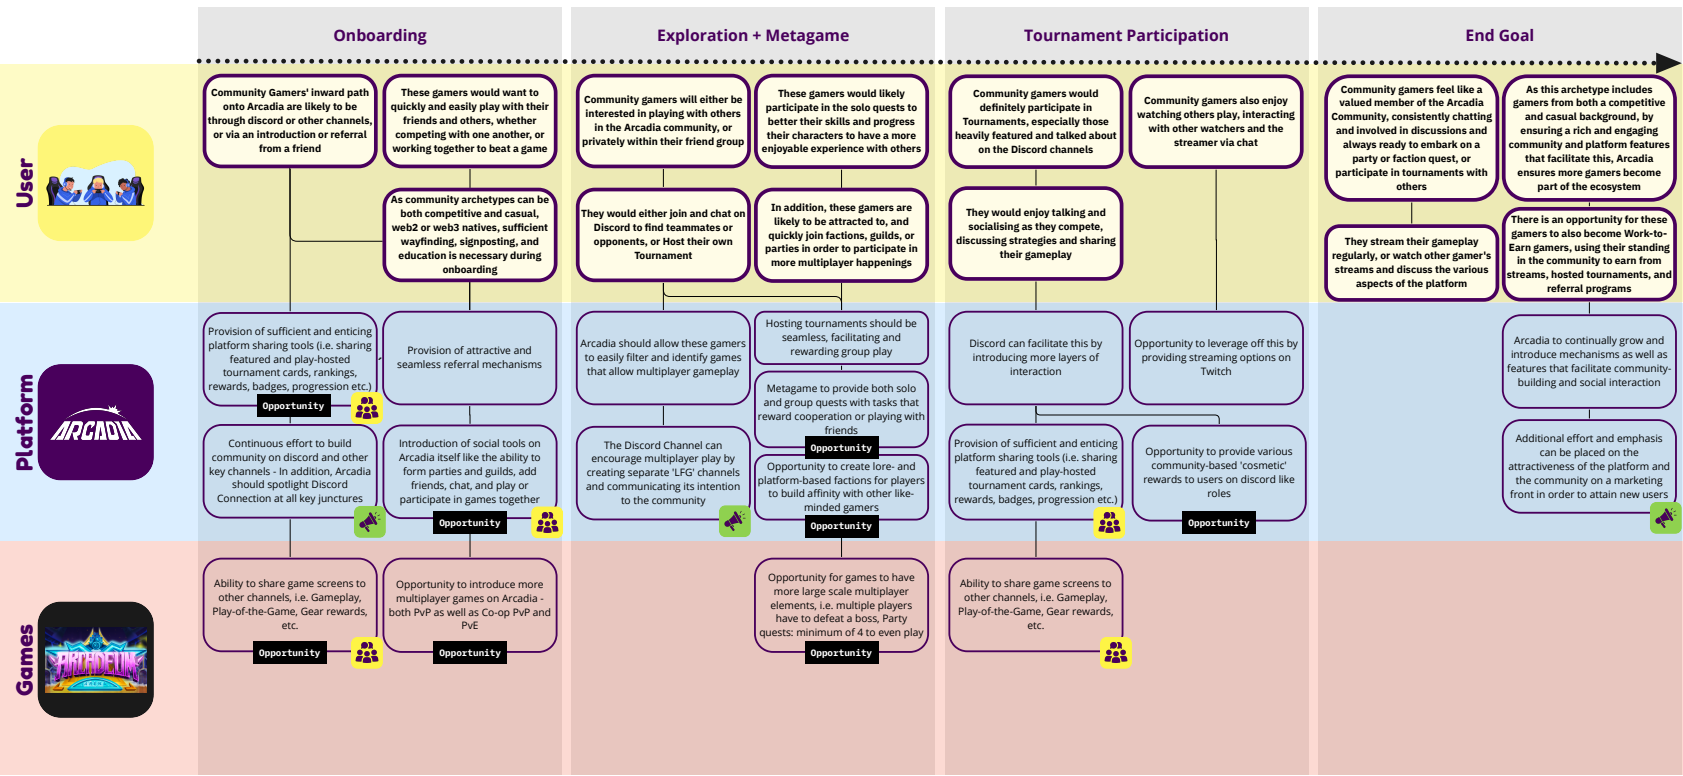 Onboarding
Exploration + Metagame
Tournament Participation
End Goal
User
Community Gamers' inward path
onto Arcadia are likely to be
through discord or other channels,
or via an introduction or referral
from a friend
These gamers would want to
quickly and easily play with their
friends and others, whether
competing with one another, or
working together to beat a game
As community archetypes can be
both competitive and casual,
web2 or web3 natives, sufficient
wayfinding, signposting, and
education is necessary during
onboarding
Community gamers will either be
interested in playing with others
in the Arcadia community, or
privately within their friend group
These gamers would likely
participate in the solo quests to
better their skills and progress
their characters to have a more
enjoyable experience with others
They would either join and chat on
Discord to find teammates or
opponents, or Host their own
Tournament
In addition, these gamers are
likely to be attracted to, and
quickly join factions, guilds, or
parties in order to participate in
more multiplayer happenings
Community gamers would
definitely participate in
Tournaments, especially those
heavily featured and talked about
on the Discord channels
Community gamers also enjoy
watching others play, interacting
with other watchers and the
streamer via chat
They would enjoy talking and
socialising as they compete,
discussing strategies and sharing
their gameplay
Community gamers feel like a
valued member of the Arcadia
Community, consistently chatting
and involved in discussions and
always ready to embark on a
party or faction quest, or
participate in tournaments with
others
As this archetype includes
gamers from both a competitive
and casual background, by
ensuring a rich and engaging
community and platform features
that facilitate this, Arcadia
ensures more gamers become
part of the ecosystem
They stream their gameplay
regularly, or watch other gamer's
streams and discuss the various
aspects of the platform
There is an opportunity for these
gamers to also become Work-to-
Earn gamers, using their standing
in the community to earn from
streams, hosted tournaments, and
referral programs
Platform
ARCADIA
Provision of sufficient and enticing
platform sharing tools (i.e. sharing
featured and play-hosted
tournament cards, rankings,
rewards, badges, progression etc.)
Opportunity
Provision of attractive and
seamless referral mechanisms
Continuous effort to build
community on discord and other
key channels - In addition, Arcadia
should spotlight Discord
Connection at all key junctures
Introduction of social tools on
Arcadia itself like the ability to
form parties and guilds, add
friends, chat, and play or
participate in games together
Opportunity
Arcadia should allow these gamers
to easily filter and identify games
that allow multiplayer gameplay
Hosting tournaments should be
seamless, facilitating and
rewarding group play
Metagame to provide both solo
and group quests with tasks that
reward cooperation or playing with
friends
Opportunity
The Discord Channel can
encourage multiplayer play by
creating separate 'LFG' channels
and communicating its intention
to the community
Opportunity to create lore- and
platform-based factions for players
to build affinity with other like-
minded gamers
Opportunity
Discord can facilitate this by
introducing more layers of
interaction
Opportunity to leverage off this by
providing streaming options on
Twitch
Provision of sufficient and enticing
platform sharing tools (i.e. sharing
featured and play-hosted
tournament cards, rankings,
rewards, badges, progression etc.)
Opportunity to provide various
community-based 'cosmetic'
rewards to users on discord like
roles
Opportunity
Arcadia to continually grow and
introduce mechanisms as well as
features that facilitate community-
building and social interaction
Additional effort and emphasis
can be placed on the
attractiveness of the platform and
the community on a marketing
front in order to attain new users
Games
ARCADEUM
Ability to share game screens to
other channels, i.e. Gameplay,
Play-of-the-Game, Gear rewards,
etc.
Opportunity
Opportunity to introduce more
multiplayer games on Arcadia -
both PvP as well as Co-op PvP and
PvE
Opportunity
Opportunity for games to have
more large scale multiplayer
elements, i.e. multiple players
have to defeat a boss, Party
quests: minimum of 4 to even play
Opportunity
Ability to share game screens to
other channels, i.e. Gameplay,
Play-of-the-Game, Gear rewards,
etc.